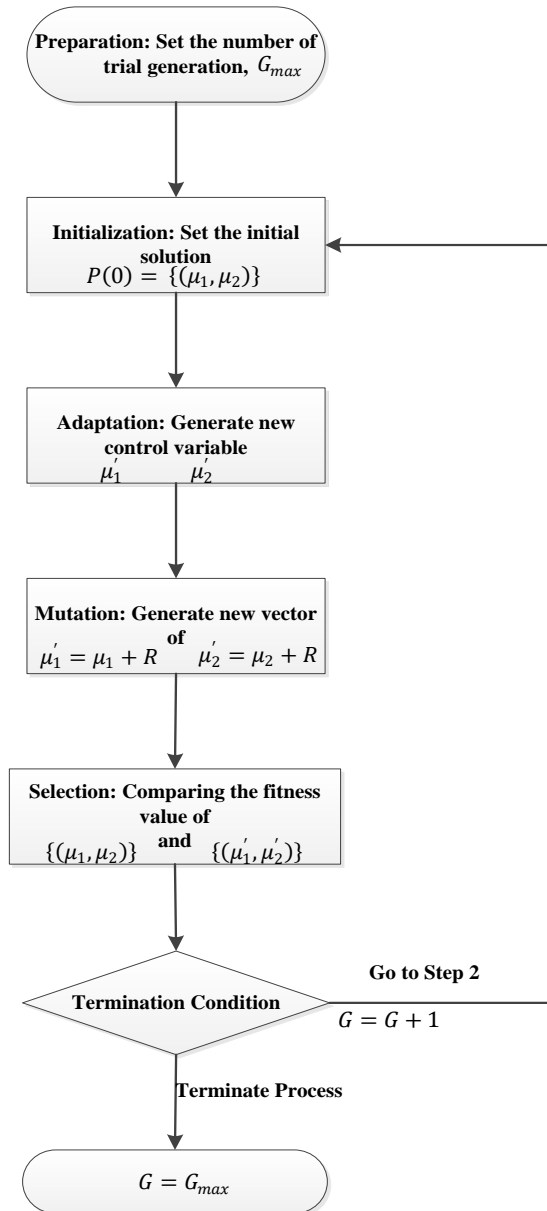 Preparation: Set the number of
trial generation, G_max
Initialization: Set the initial
solution
P(0) = {(μ₁, μ₂)}
Adaptation: Generate new
control variable
μ₁′ μ₂′
Mutation: Generate new vector
of
μ₁′ = μ₁ + R μ₂′ = μ₂ + R
Selection: Comparing the fitness
value of
{(μ₁, μ₂)} and {(μ₁′, μ₂′)}
Go to Step 2
Termination Condition
G = G + 1
Terminate Process
G = G_max